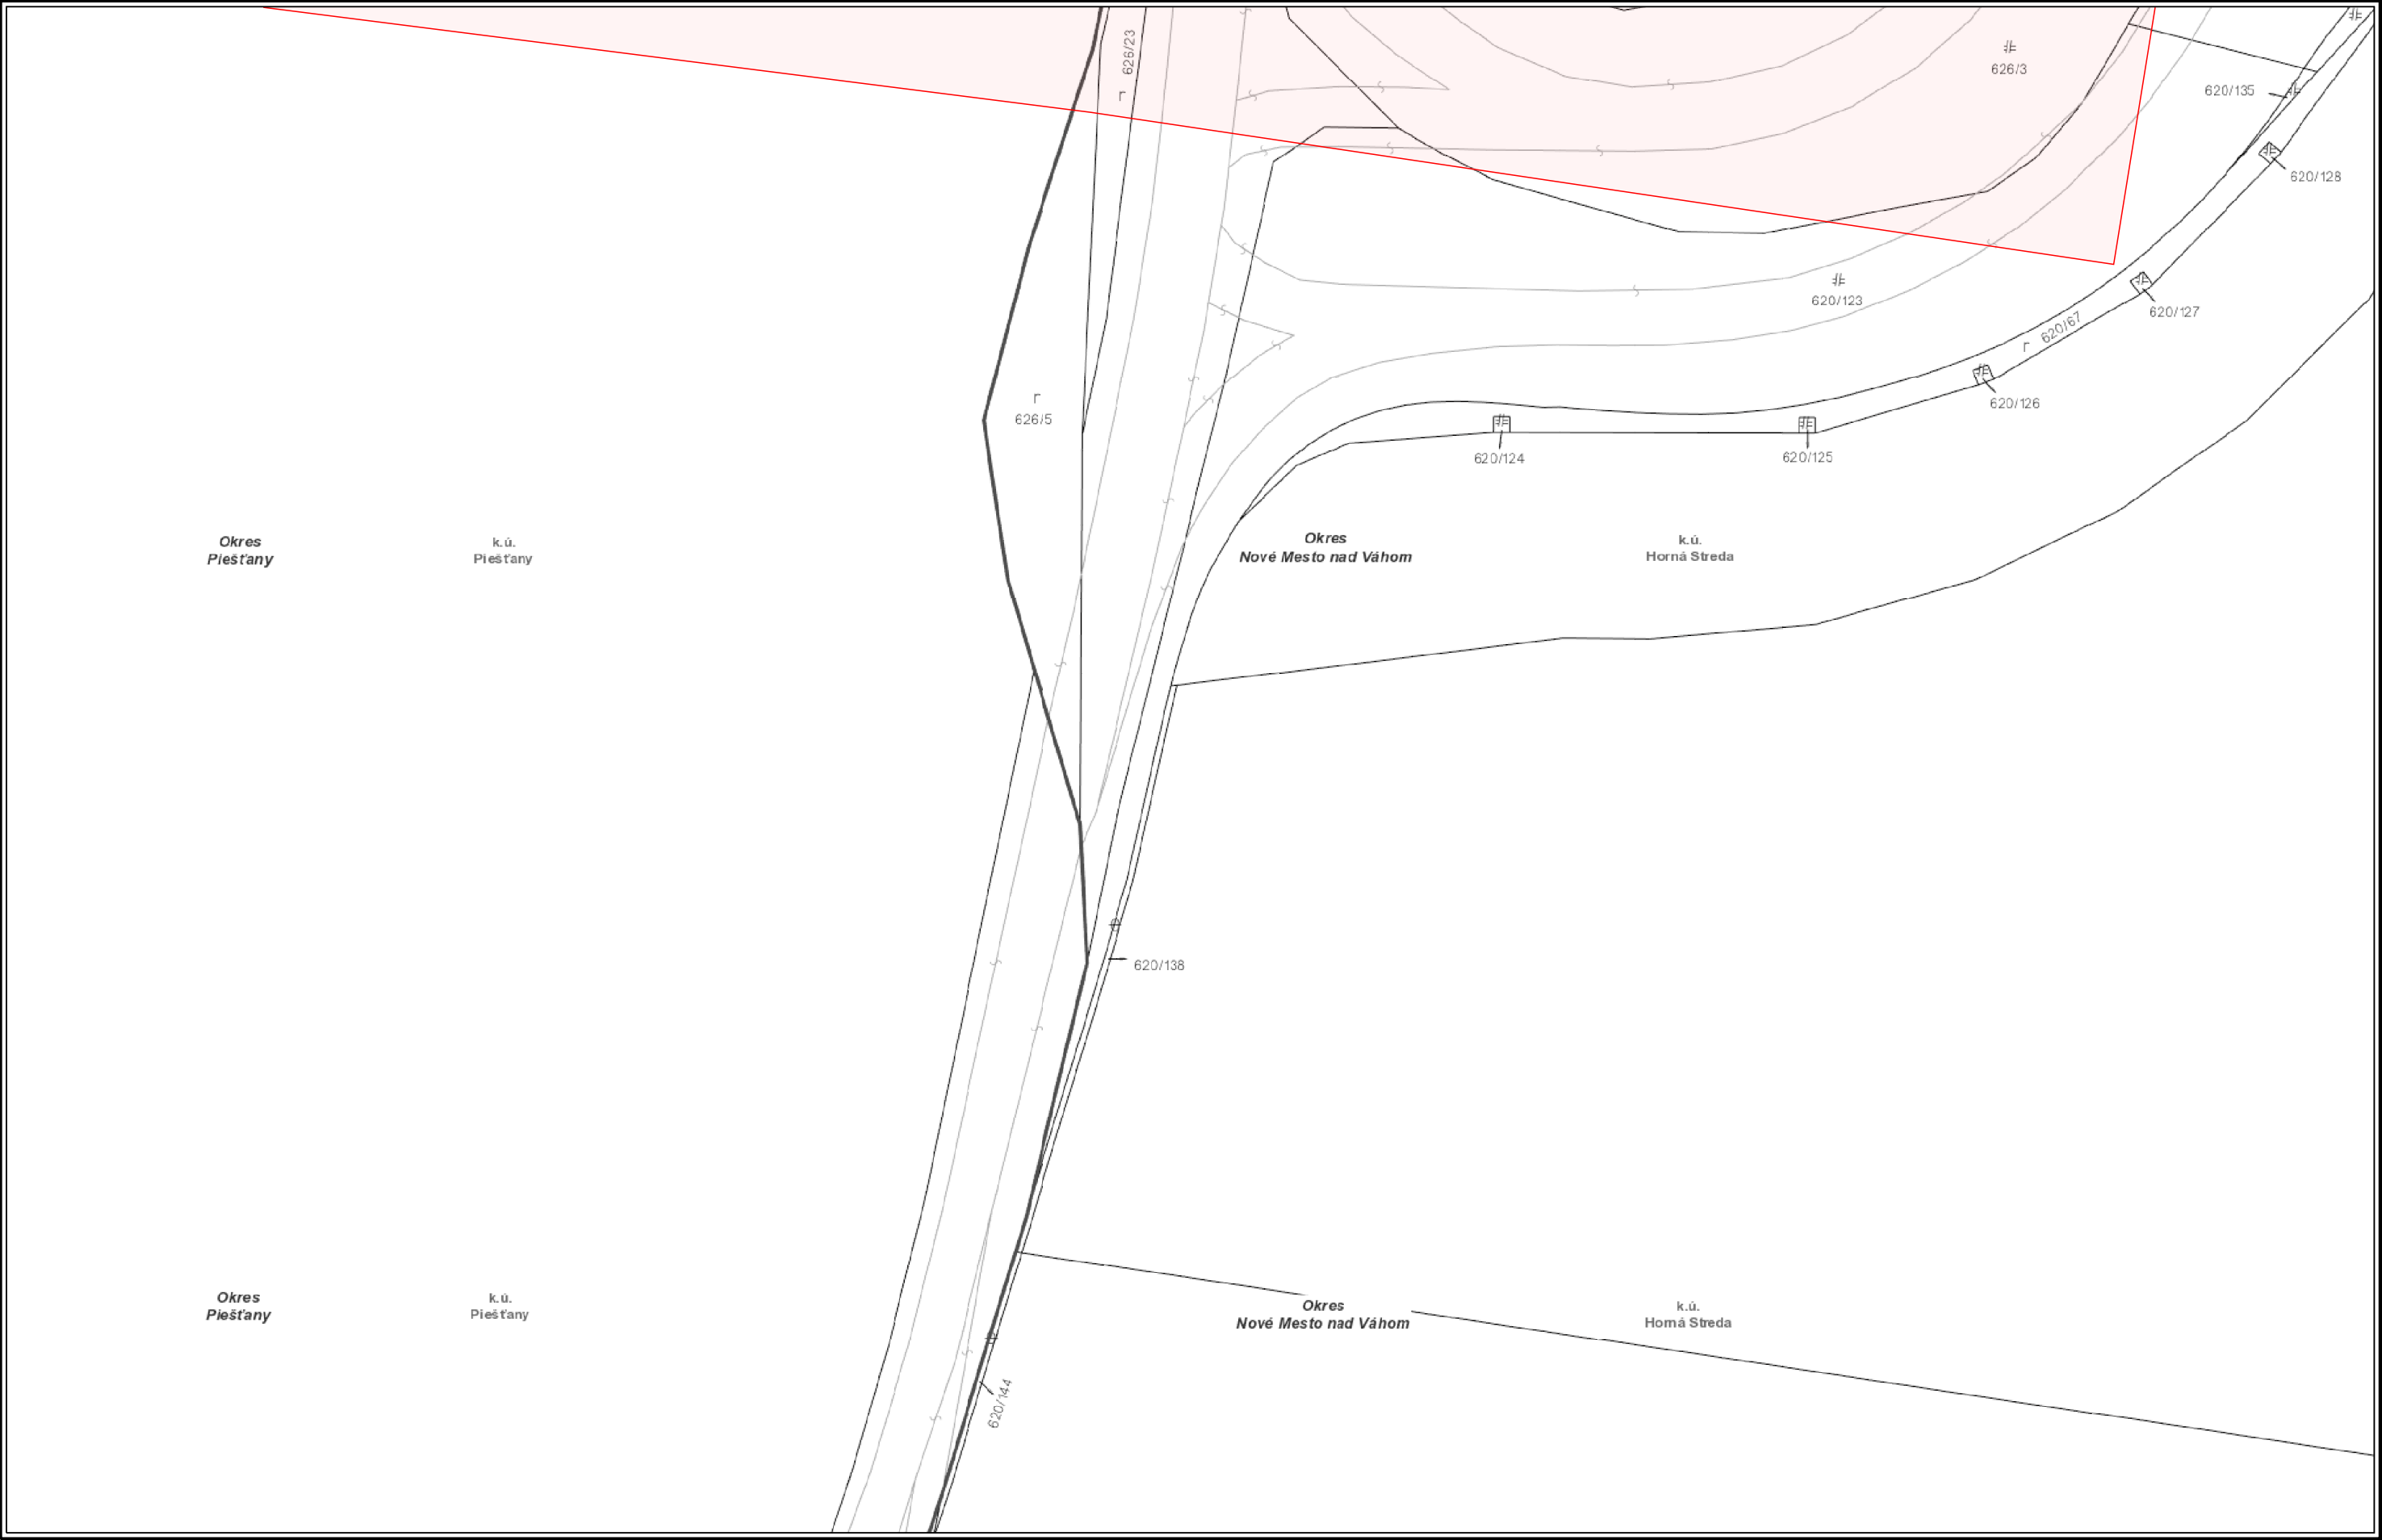 626/23
626/3
620/135
620/128
620/123
620/127
620/67
626/5
620/126
620/124
620/125
Okres
Piešťany
k.ú.
Piešťany
Okres
Nové Mesto nad Váhom
k.ú.
Horná Streda
620/138
Okres
Piešťany
k.ú.
Piešťany
Okres
Nové Mesto nad Váhom
k.ú.
Horná Streda
620/144